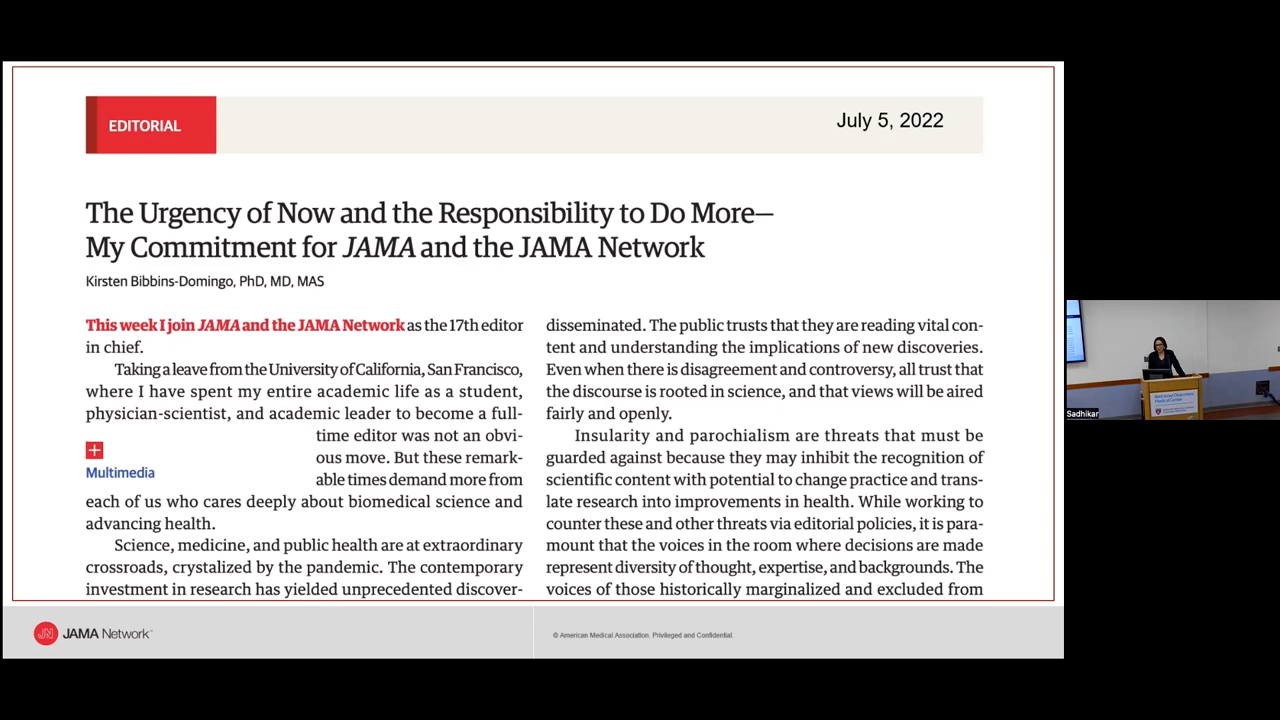 EDITORIAL
July 5, 2022
The Urgency of Now and the Responsibility to Do More—
My Commitment for JAMA and the JAMA Network
Kirsten Bibbins-Domingo, PhD, MD, MAS
This week I join JAMA and the JAMA Network as the 17th editor
in chief.
Taking a leave from the University of California, San Francisco,
where I have spent my entire academic life as a student,
physician-scientist, and academic leader to become a full-
time editor was not an obvi-
ous move. But these remark-
able times demand more from
Multimedia
each of us who cares deeply about biomedical science and
advancing health.
Science, medicine, and public health are at extraordinary
crossroads, crystalized by the pandemic. The contemporary
investment in research has yielded unprecedented discover-
disseminated. The public trusts that they are reading vital con-
tent and understanding the implications of new discoveries.
Even when there is disagreement and controversy, all trust that
the discourse is rooted in science, and that views will be aired
fairly and openly.
Insularity and parochialism are threats that must be
guarded against because they may inhibit the recognition of
scientific content with potential to change practice and trans-
late research into improvements in health. While working to
counter these and other threats via editorial policies, it is para-
mount that the voices in the room where decisions are made
represent diversity of thought, expertise, and backgrounds. The
voices of those historically marginalized and excluded from
JN JAMA Network
© American Medical Association. Privileged and Confidential.
Sadhikar